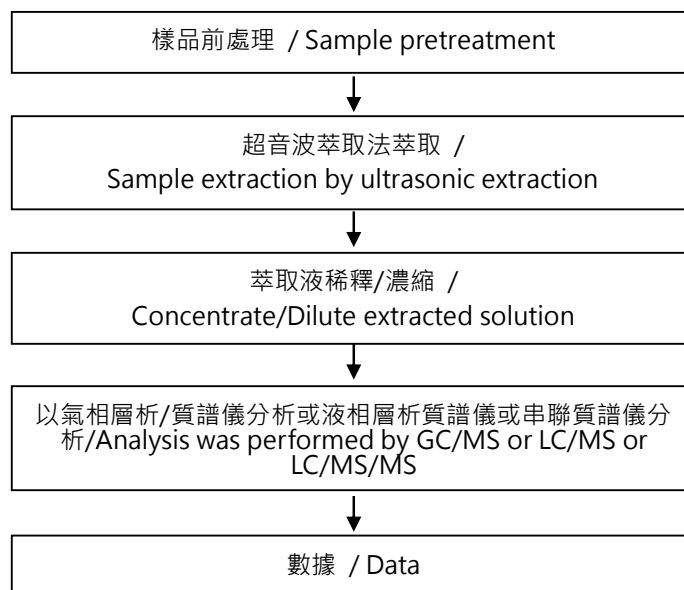 樣品前處理 / Sample pretreatment
超音波萃取法萃取 /
Sample extraction by ultrasonic extraction
萃取液稀釋/濃縮 /
Concentrate/Dilute extracted solution
以氣相層析/質譜儀分析或液相層析質譜儀或串聯質譜儀分
析/Analysis was performed by GC/MS or LC/MS or
LC/MS/MS
數據 / Data